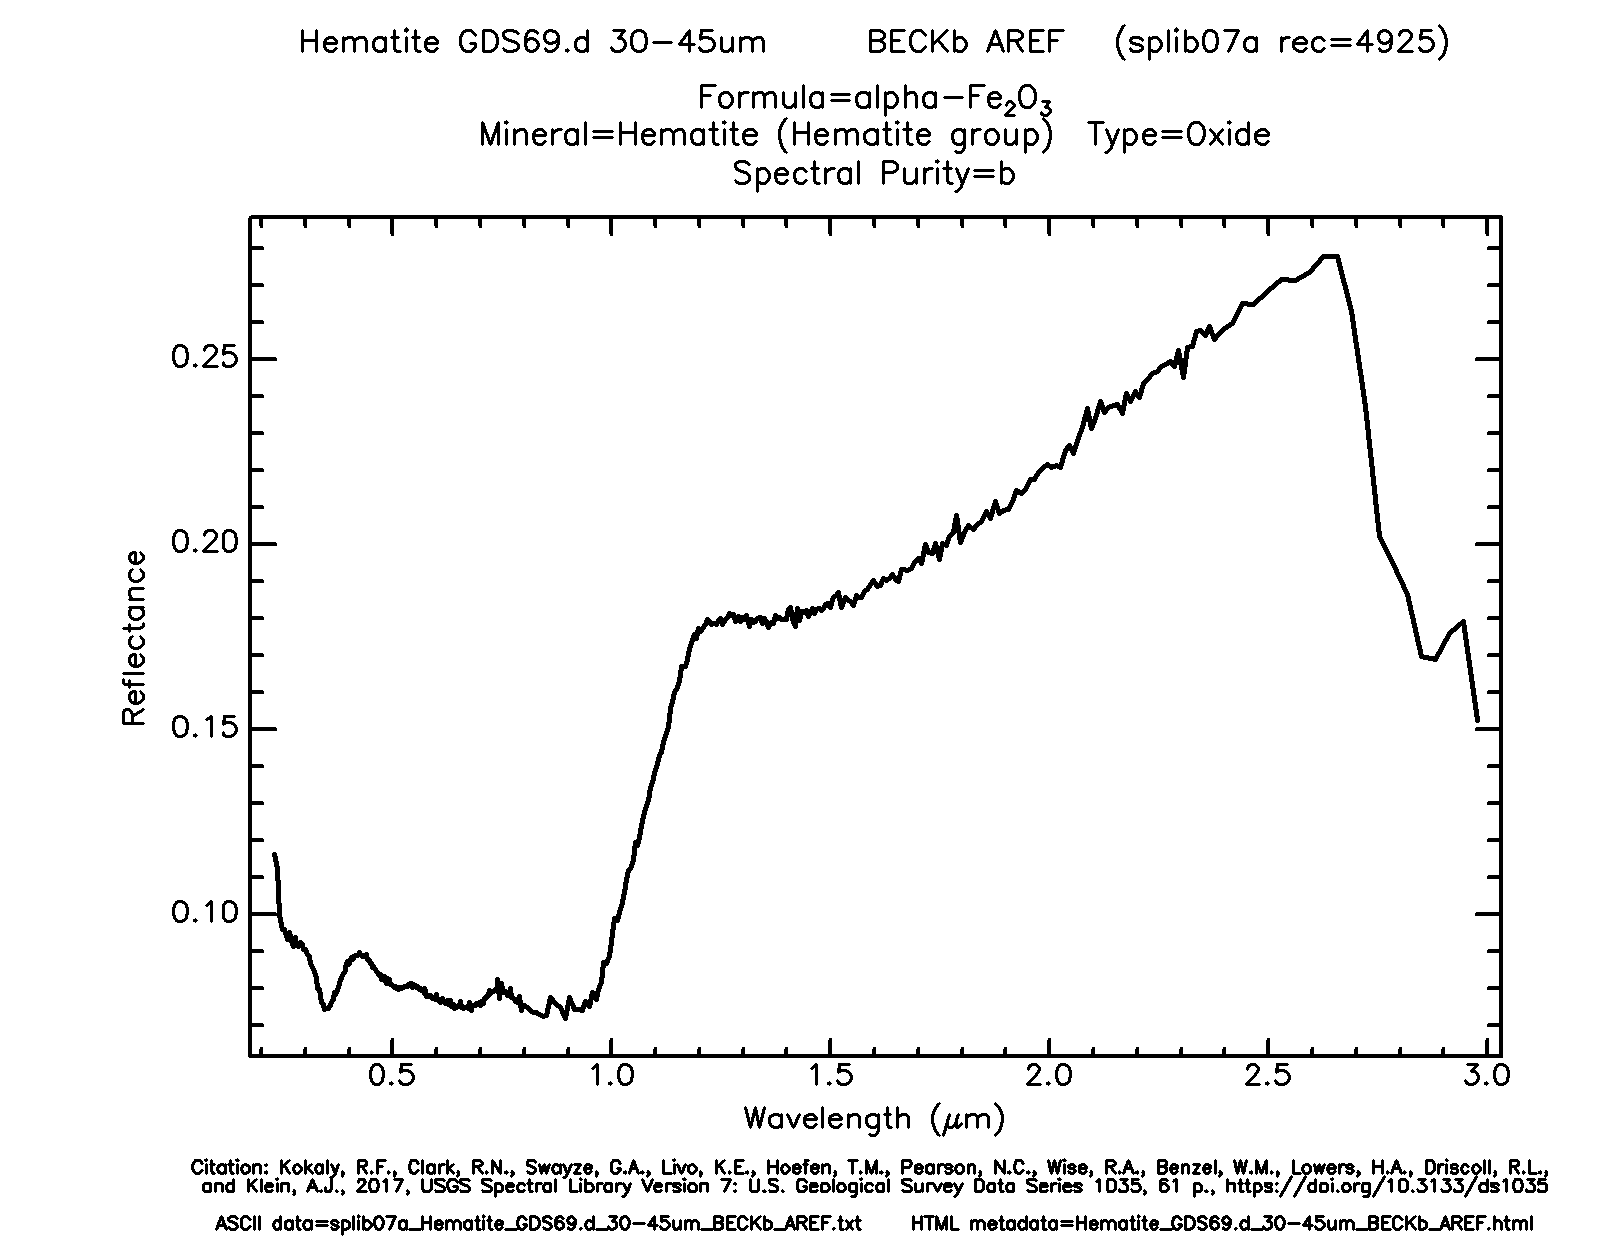 Hematite GDS69.d 30-45um BECKb AREF (splib07a rec=4925)
Formula=alpha-Fe₂O₃
Mineral=Hematite (Hematite group) Type=Oxide
Spectral Purity=b
0.25
0.20
0.15
0.10
Reflectance
0.5 1.0 1.5 2.0 2.5 3.0
Wavelength (μm)
Citation: Kokaly, R.F., Clark, R.N., Swayze, G.A., Livo, K.E., Hoefen, T.M., Pearson, N.C., Wise, R.A., Benzel, W.M., Lowers, H.A., Driscoll, R.L.,
and Klein, A.J., 2017, USGS Spectral Library Version 7: U.S. Geological Survey Data Series 1035, 61 p., https://doi.org/10.3133/ds1035
ASCII data=splib07a_Hematite_GDS69.d_30-45um_BECKb_AREF.txt HTML metadata=Hematite_GDS69.d_30-45um_BECKb_AREF.html